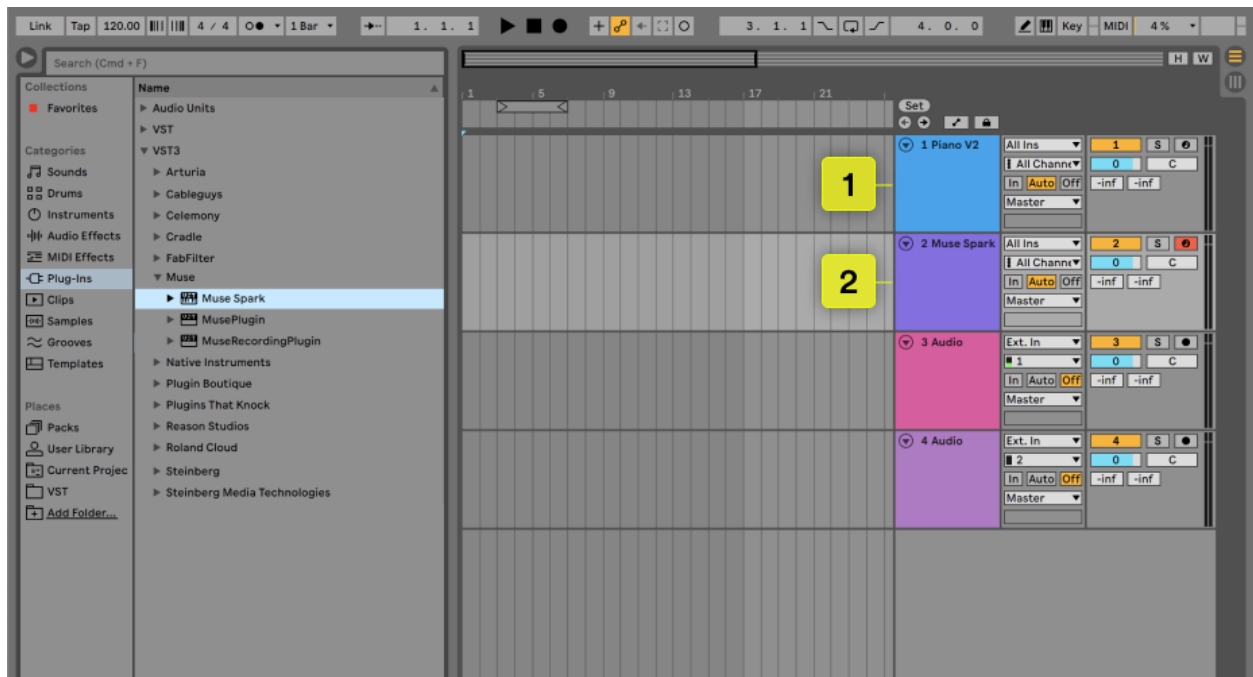 Link Tap 120.00 4 / 4 1 Bar 1. 1. 1 3. 1. 1 4. 0. 0 Key MIDI 4%
Search (Cmd + F)
H W
Collections
Favorites
Categories
Sounds
Drums
Instruments
Audio Effects
MIDI Effects
Plug-Ins
Clips
Samples
Grooves
Templates
Places
Packs
User Library
Current Projec
VST
Add Folder...
Name
Audio Units
VST
VST3
Arturia
Cableguys
Celemony
Cradle
FabFilter
Muse
Muse Spark
MusePlugin
MuseRecordingPlugin
Native Instruments
Plugin Boutique
Plugins That Knock
Reason Studios
Roland Cloud
Steinberg
Steinberg Media Technologies
1 5 9 13 17 21
Set
1
1 Piano V2 All Ins 1 S
All Channe 0 C
In Auto Off -inf -inf
Master
2
2 Muse Spark All Ins 2 S
All Channe 0 C
In Auto Off -inf -inf
Master
3 Audio Ext. In 3 S
1 0 C
In Auto Off -inf -inf
Master
4 Audio Ext. In 4 S
2 0 C
In Auto Off -inf -inf
Master